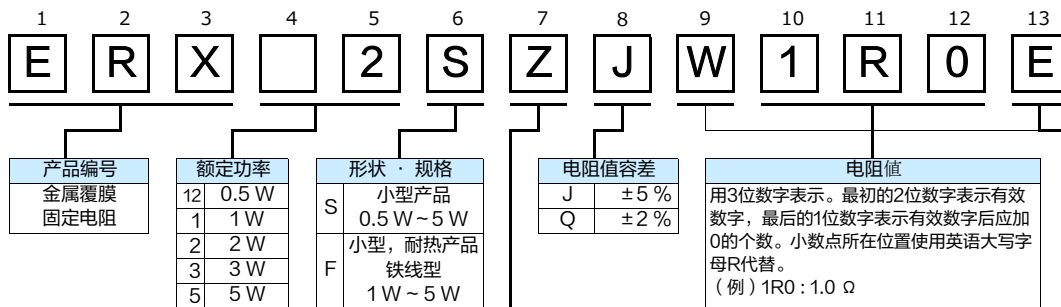 1 2 3 4 5 6 7 8 9 10 11 12 13
E R X 2 S Z J W 1 R 0 E
产品编号
金属覆膜
固定电阻
额定功率
12 0.5 W
1 1 W
2 2 W
3 3 W
5 5 W
形状 · 规格
S 小型产品
0.5 W~5 W
F 小型，耐热产品
铁线型
1 W ~ 5 W
电阻值容差
J ±5 %
Q ±2 %
电阻値
用3位数字表示。最初的2位数字表示有效
数字，最后的1位数字表示有效数字后应加
0的个数。小数点所在位置使用英语大写字
母R代替。
（例）1R0 : 1.0 Ω